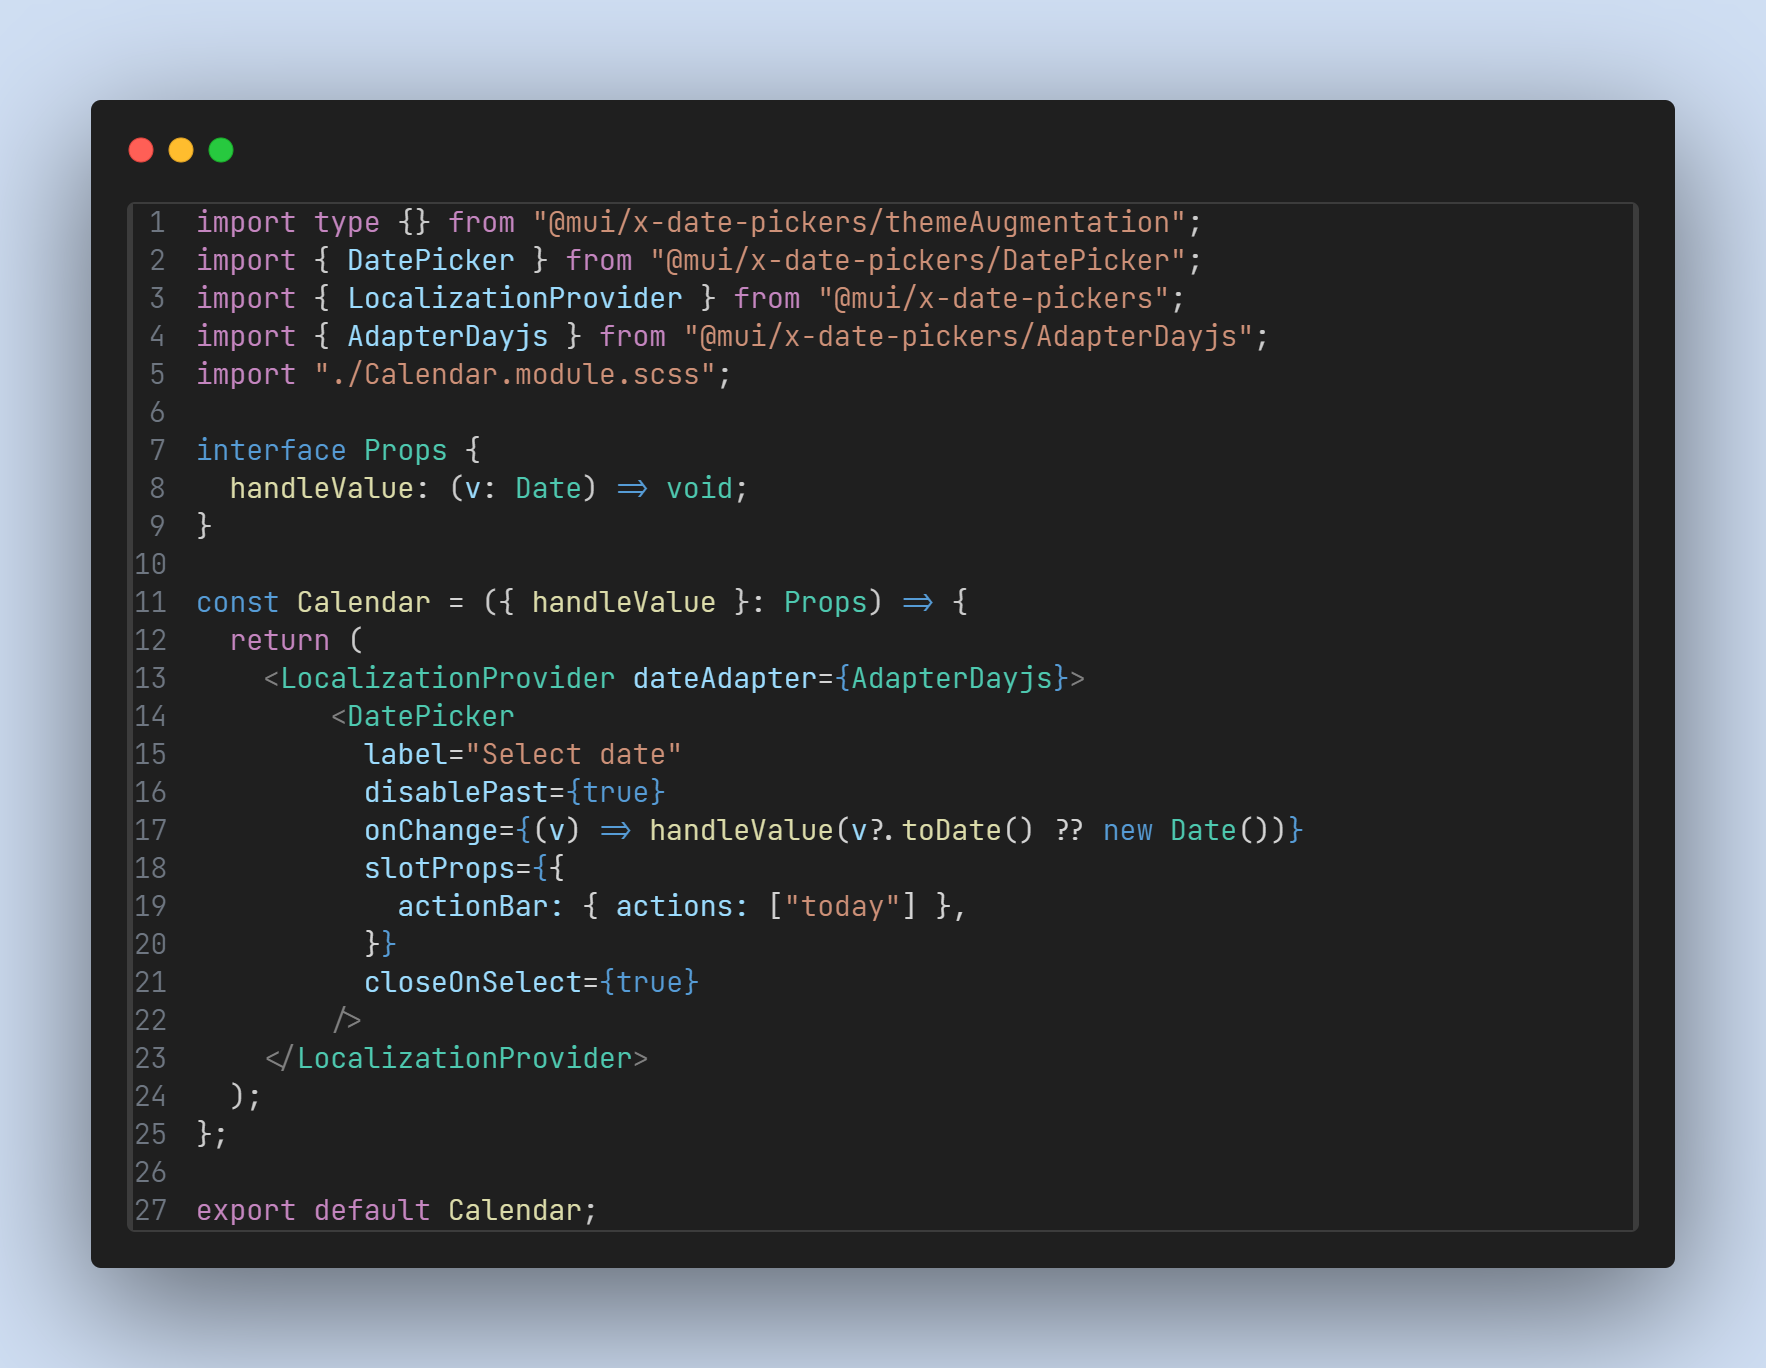 1 import type {} from "@mui/x-date-pickers/themeAugmentation";
2 import { DatePicker } from "@mui/x-date-pickers/DatePicker";
3 import { LocalizationProvider } from "@mui/x-date-pickers";
4 import { AdapterDayjs } from "@mui/x-date-pickers/AdapterDayjs";
5 import "./Calendar.module.scss";
6
7 interface Props {
8   handleValue: (v: Date) => void;
9 }
10
11 const Calendar = ({ handleValue }: Props) => {
12   return (
13     <LocalizationProvider dateAdapter={AdapterDayjs}>
14         <DatePicker
15           label="Select date"
16           disablePast={true}
17           onChange={(v) => handleValue(v?.toDate() ?? new Date())}
18           slotProps={{
19             actionBar: { actions: ["today"] },
20           }}
21           closeOnSelect={true}
22         />
23     </LocalizationProvider>
24   );
25 };
26
27 export default Calendar;